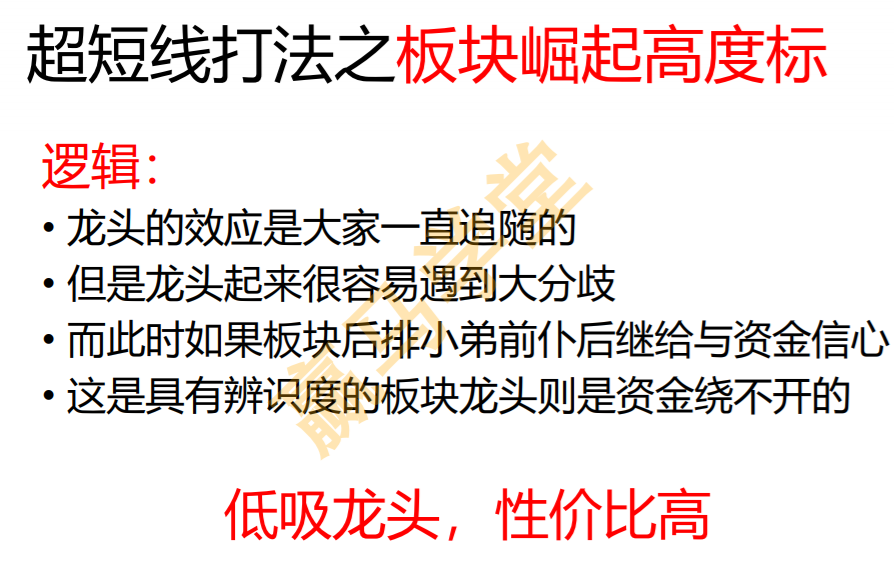 超短线打法之板块崛起高度标
逻辑：
• 龙头的效应是大家一直追随的
• 但是龙头起来很容易遇到大分歧
• 而此时如果板块后排小弟前仆后继给与资金信心
• 这是具有辨识度的板块龙头则是资金绕不开的
低吸龙头，性价比高
赢马学堂